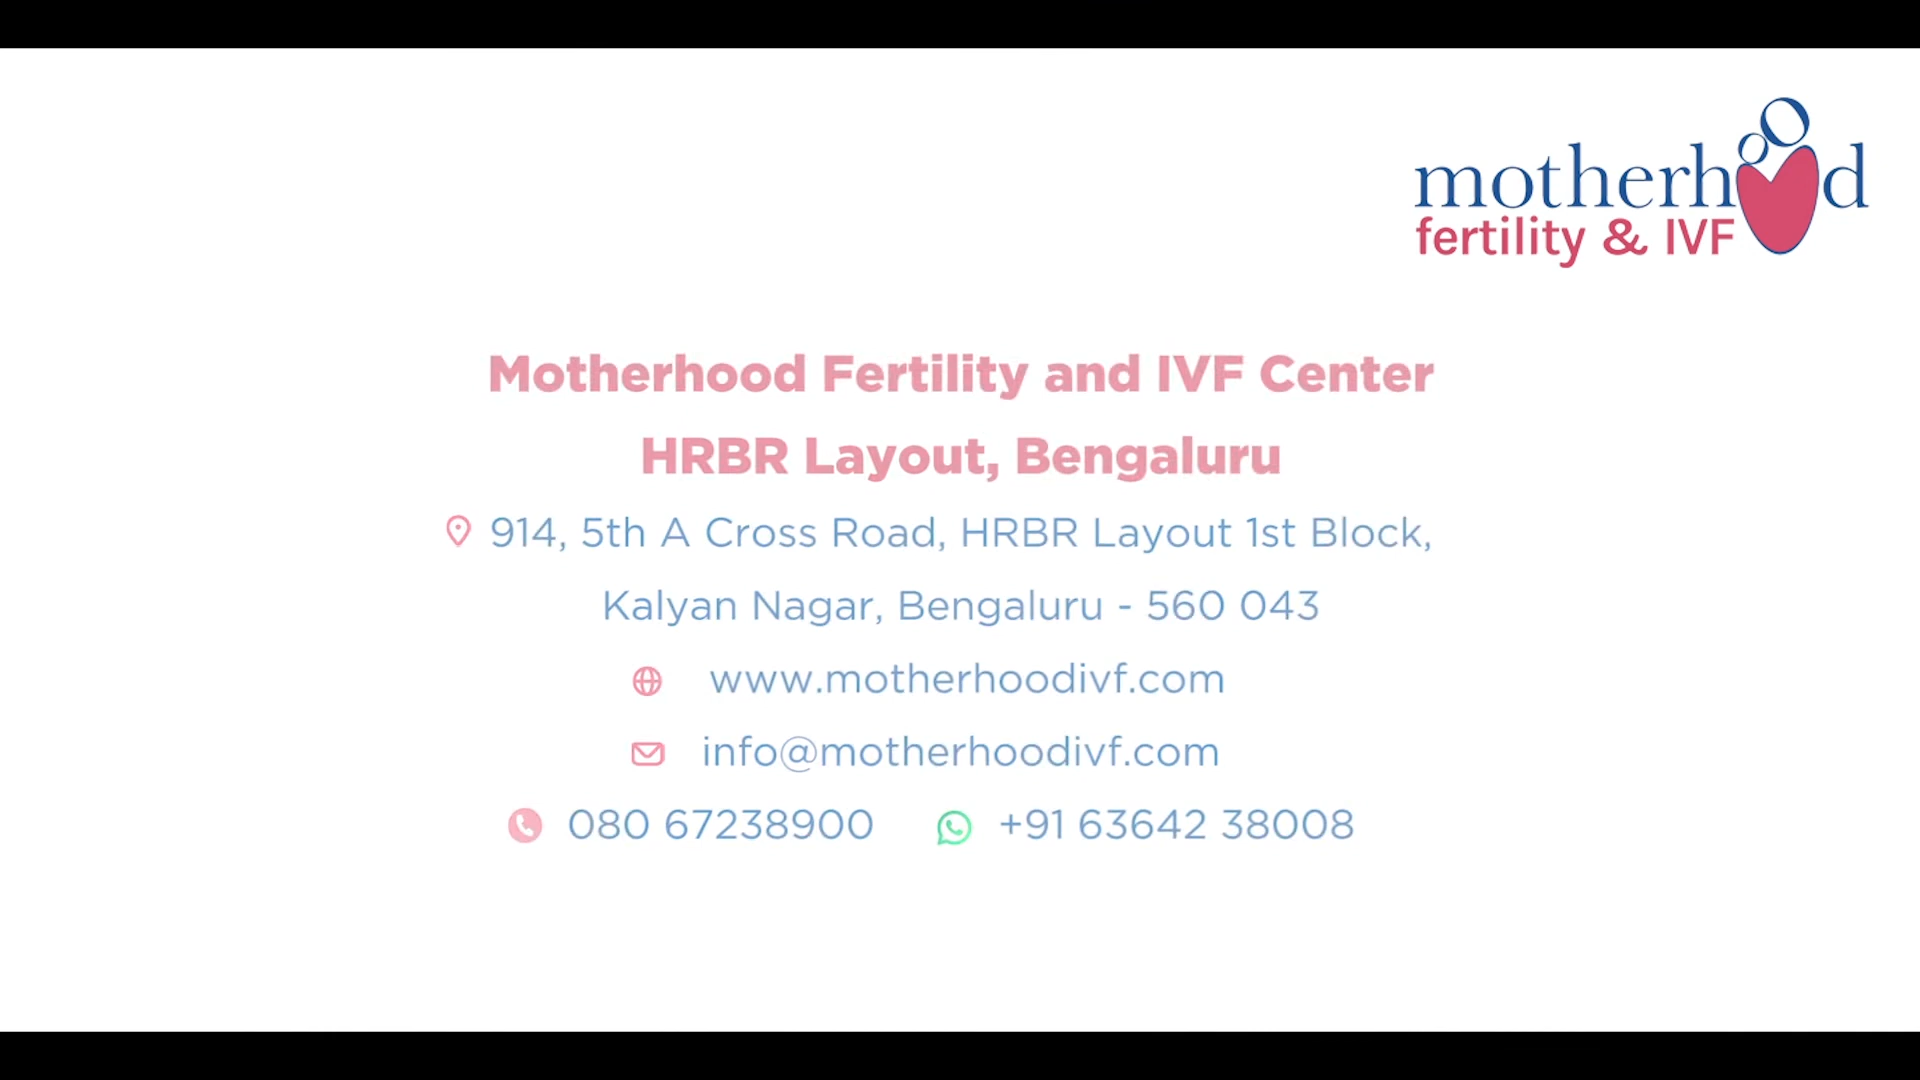 motherhood
fertility & IVF
Motherhood Fertility and IVF Center
HRBR Layout, Bengaluru
914, 5th A Cross Road, HRBR Layout 1st Block,
Kalyan Nagar, Bengaluru - 560 043
www.motherhoodivf.com
info@motherhoodivf.com
080 67238900 +91 63642 38008